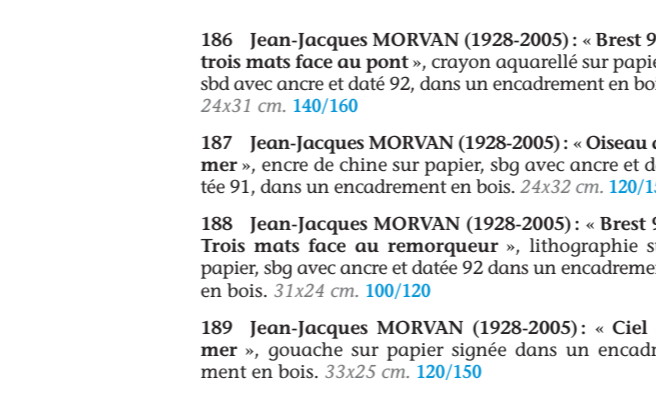 186 Jean-Jacques MORVAN (1928-2005) : « Brest 9
trois mats face au pont », crayon aquarellé sur papie
sbd avec ancre et daté 92, dans un encadrement en boi
24x31 cm. 140/160
187 Jean-Jacques MORVAN (1928-2005) : « Oiseau d
mer », encre de chine sur papier, sbg avec ancre et d
tée 91, dans un encadrement en bois. 24x32 cm. 120/15
188 Jean-Jacques MORVAN (1928-2005) : « Brest 9
Trois mats face au remorqueur », lithographie s
papier, sbg avec ancre et datée 92 dans un encadreme
en bois. 31x24 cm. 100/120
189 Jean-Jacques MORVAN (1928-2005) : « Ciel
mer », gouache sur papier signée dans un encadr
ment en bois. 33x25 cm. 120/150